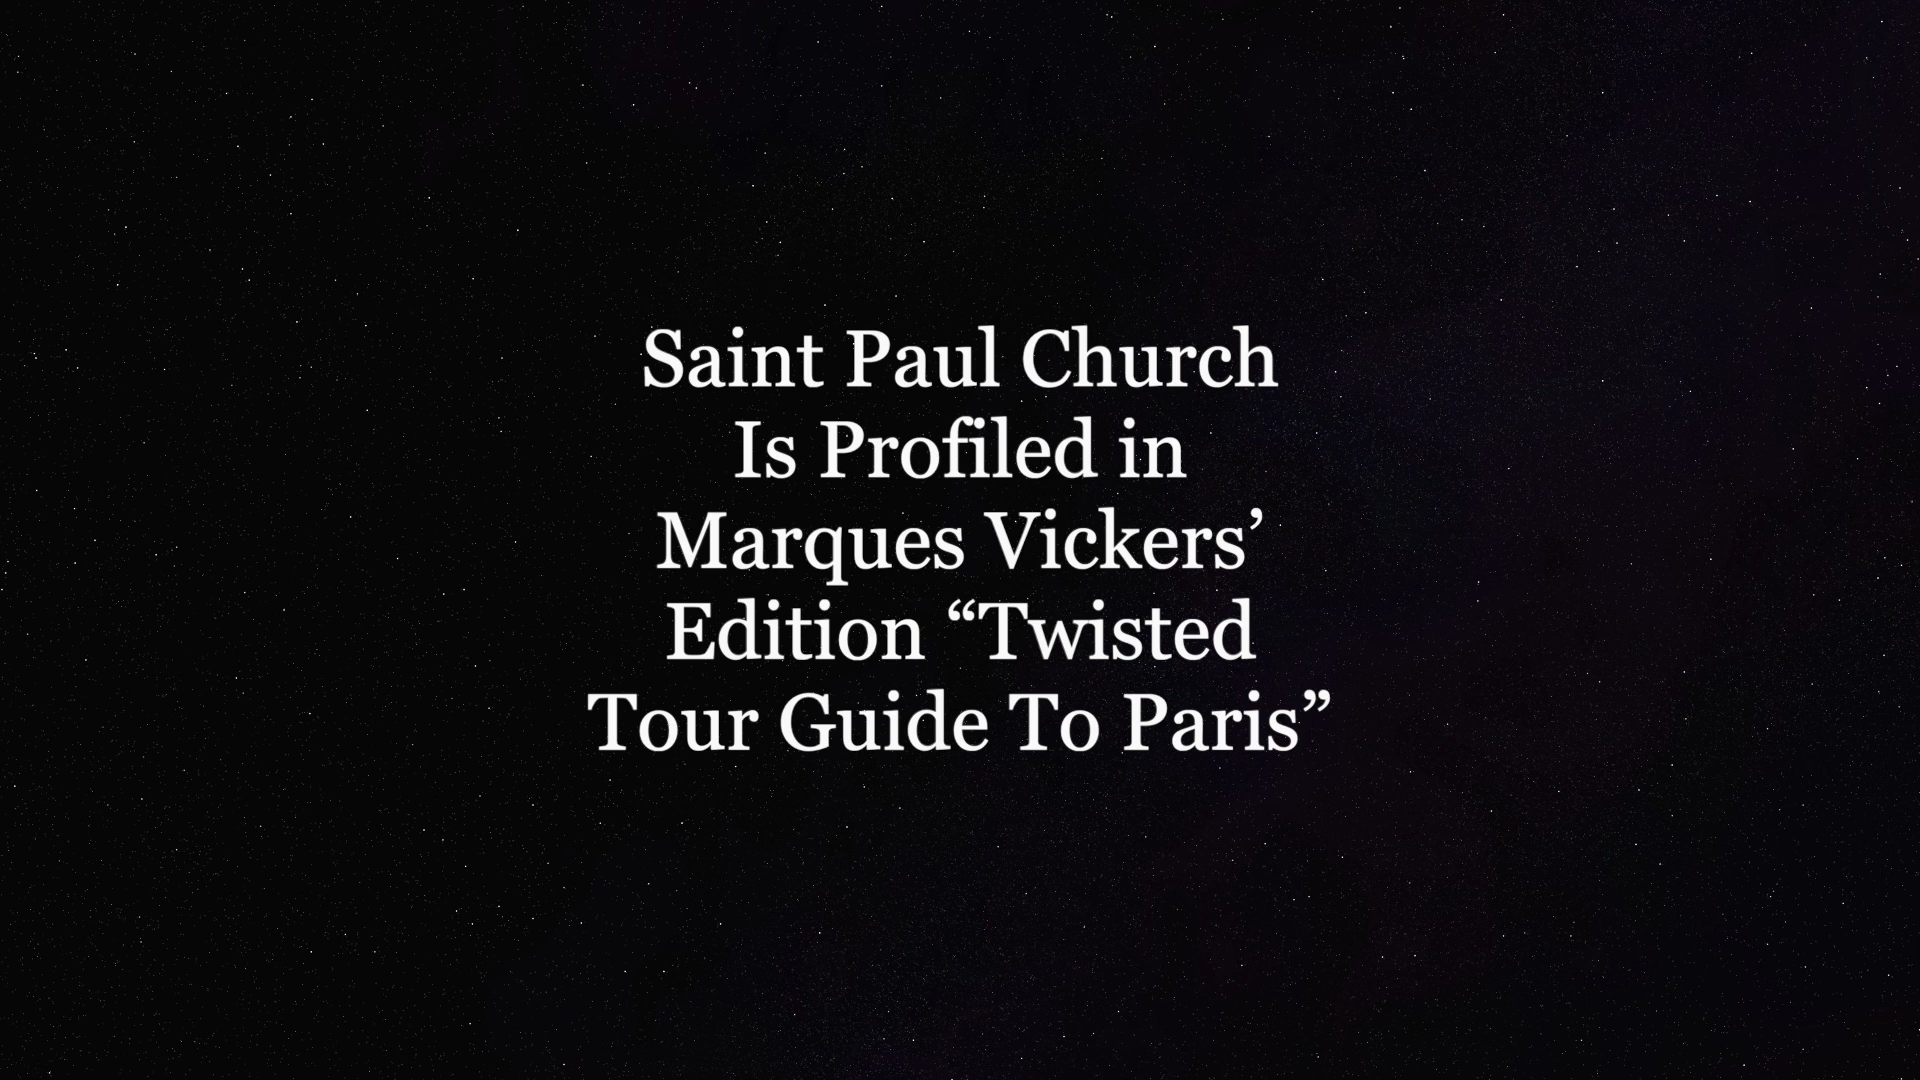 Saint Paul Church
Is Profiled in
Marques Vickers’
Edition “Twisted
Tour Guide To Paris”